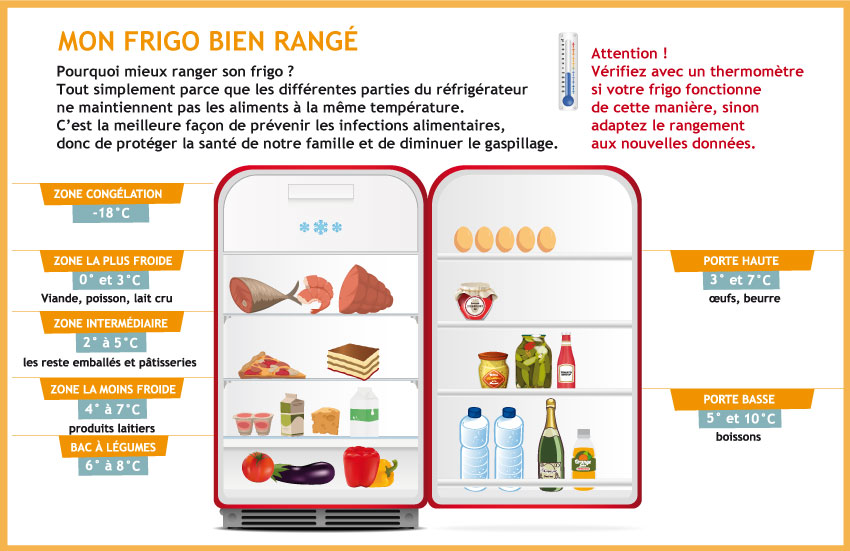 MON FRIGO BIEN RANGÉ
Pourquoi mieux ranger son frigo ?
Tout simplement parce que les différentes parties du réfrigérateur
ne maintiennent pas les aliments à la même température.
C’est la meilleure façon de prévenir les infections alimentaires,
donc de protéger la santé de notre famille et de diminuer le gaspillage.
Attention !
Vérifiez avec un thermomètre
si votre frigo fonctionne
de cette manière, sinon
adaptez le rangement
aux nouvelles données.
ZONE CONGÉLATION
-18°C
ZONE LA PLUS FROIDE
0° et 3°C
Viande, poisson, lait cru
ZONE INTERMÉDIAIRE
2° à 5°C
les reste emballés et pâtisseries
ZONE LA MOINS FROIDE
4° à 7°C
produits laitiers
BAC À LÉGUMES
6° à 8°C
PORTE HAUTE
3° et 7°C
œufs, beurre
PORTE BASSE
5° et 10°C
boissons
Orange